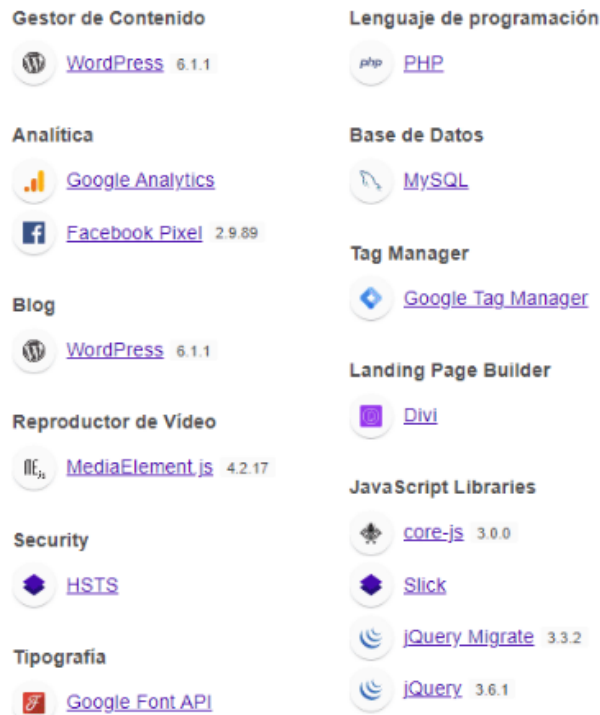 Gestor de Contenido
WordPress 6.1.1
Analítica
Google Analytics
Facebook Pixel 2.9.89
Blog
WordPress 6.1.1
Reproductor de Vídeo
MediaElement.js 4.2.17
Security
HSTS
Tipografía
Google Font API
Lenguaje de programación
php PHP
Base de Datos
MySQL
Tag Manager
Google Tag Manager
Landing Page Builder
Divi
JavaScript Libraries
core-js 3.0.0
Slick
jQuery Migrate 3.3.2
jQuery 3.6.1